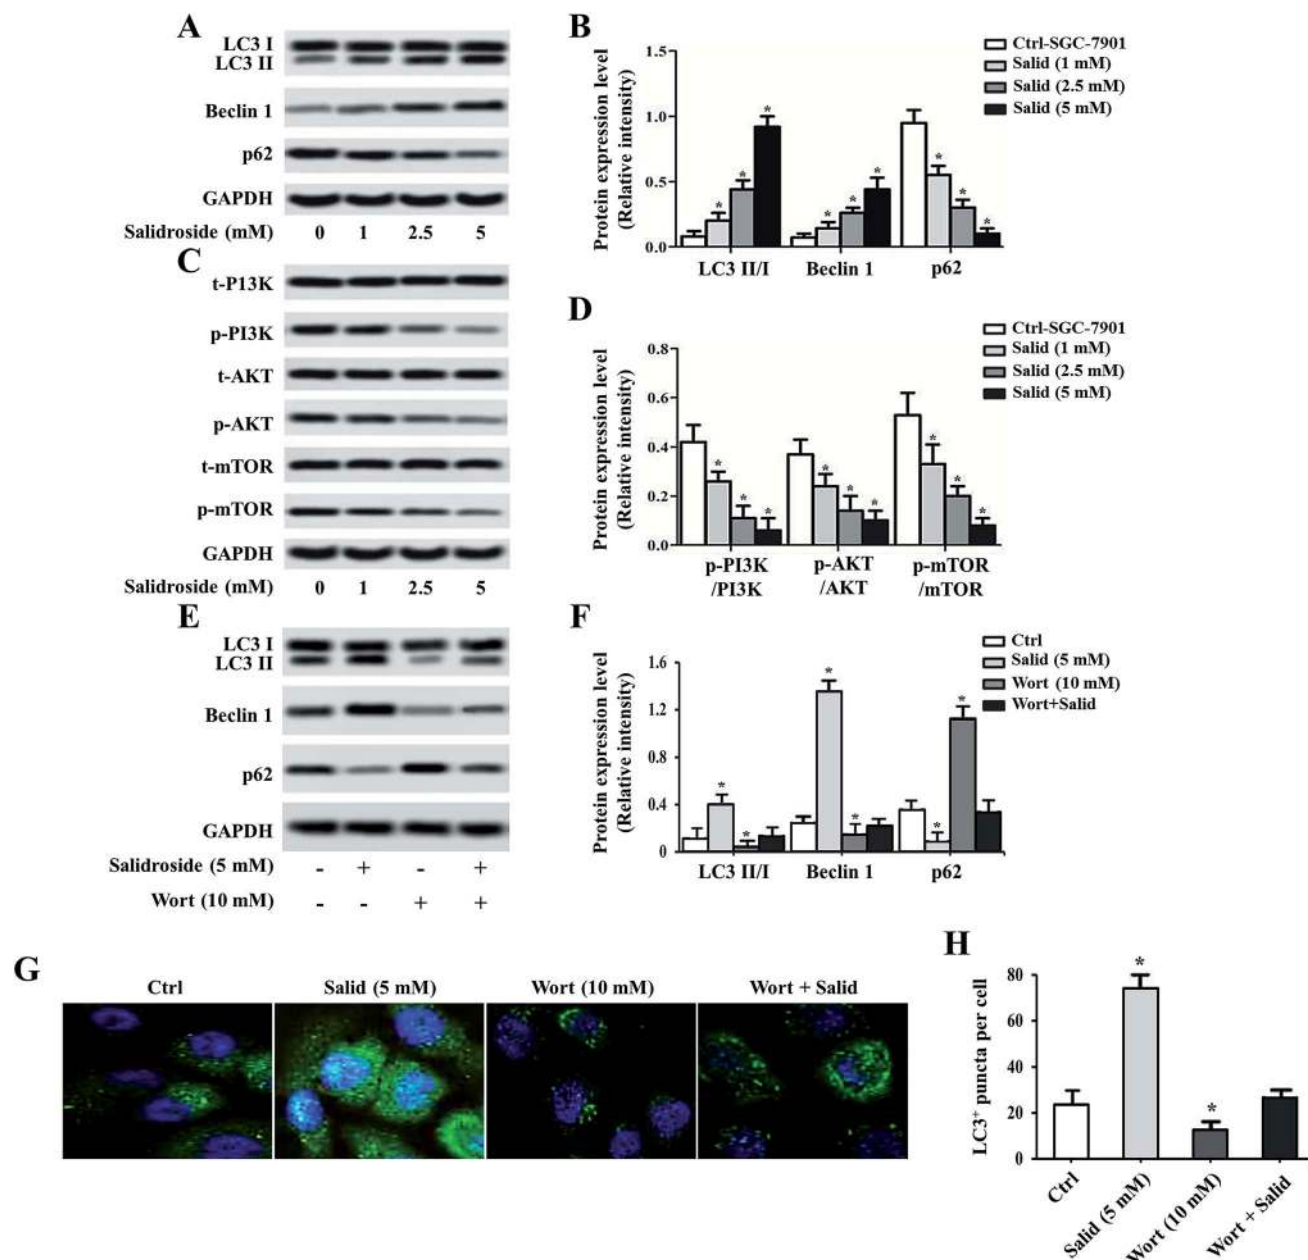 A
LC3 I
LC3 II
Beclin 1
p62
GAPDH
Salidroside (mM) 0 1 2.5 5
B
Protein expression level
(Relative intensity)
1.5
1.0
0.5
0.0
* * * * * * * * *
LC3 II/I Beclin 1 p62
Ctrl-SGC-7901
Salid (1 mM)
Salid (2.5 mM)
Salid (5 mM)
C
t-P13K
p-PI3K
t-AKT
p-AKT
t-mTOR
p-mTOR
GAPDH
Salidroside (mM) 0 1 2.5 5
D
Protein expression level
(Relative intensity)
0.8
0.6
0.4
0.2
0.0
* * * * * * * * *
p-PI3K p-AKT p-mTOR
/PI3K /AKT /mTOR
Ctrl-SGC-7901
Salid (1 mM)
Salid (2.5 mM)
Salid (5 mM)
E
LC3 I
LC3 II
Beclin 1
p62
GAPDH
Salidroside (5 mM) - + - +
Wort (10 mM) - - + +
F
Protein expression level
(Relative intensity)
1.6
1.2
0.8
0.4
0
* * * * * *
LC3 II/I Beclin 1 p62
Ctrl
Salid (5 mM)
Wort (10 mM)
Wort+Salid
G
Ctrl Salid (5 mM) Wort (10 mM) Wort + Salid
H
LC3+ puncta per cell
80
60
40
20
0
* *
Ctrl
Salid (5 mM)
Wort (10 mM)
Wort + Salid